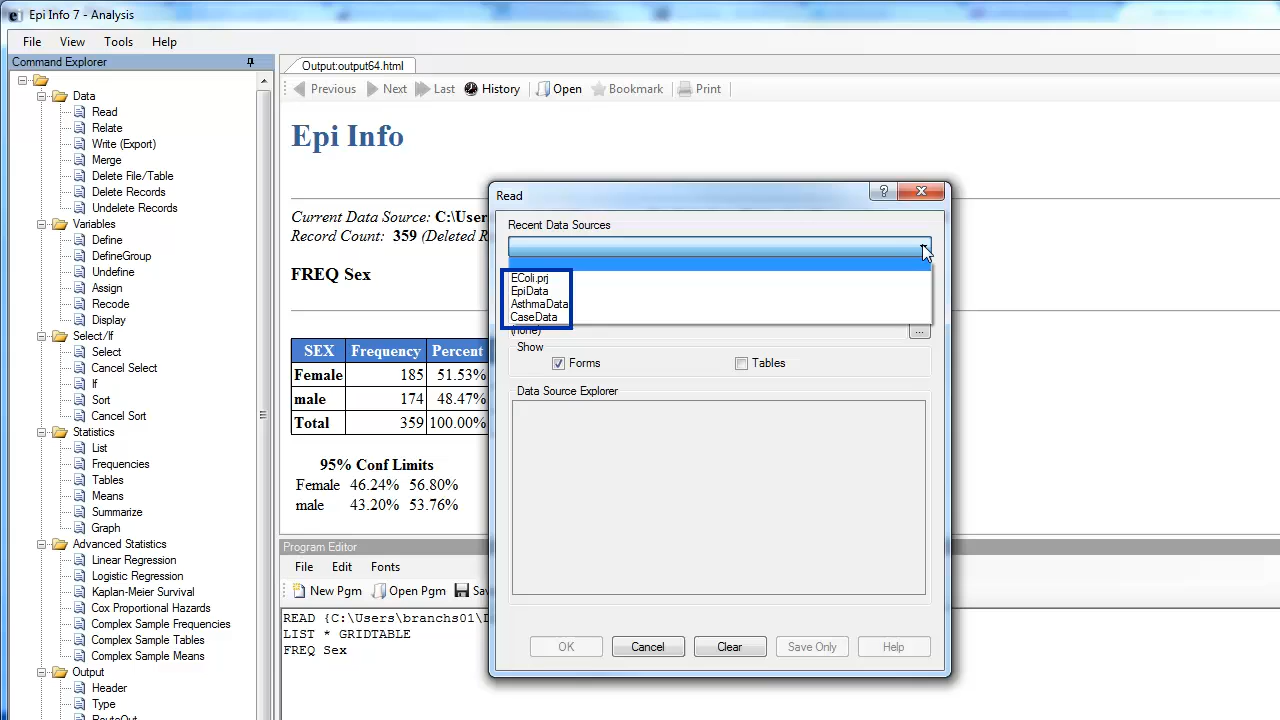 Epi Info 7 - Analysis
File View Tools Help
Command Explorer
Data
Read
Relate
Write (Export)
Merge
Delete File/Table
Delete Records
Undelete Records
Variables
Define
DefineGroup
Undefine
Assign
Recode
Display
Select/If
Select
Cancel Select
If
Sort
Cancel Sort
Statistics
List
Frequencies
Tables
Means
Summarize
Graph
Advanced Statistics
Linear Regression
Logistic Regression
Kaplan-Meier Survival
Cox Proportional Hazards
Complex Sample Frequencies
Complex Sample Tables
Complex Sample Means
Output
Header
Type
RouteOut
Output:output64.html
Previous Next Last History Open Bookmark Print
Epi Info
Current Data Source: C:\User
Record Count: 359 (Deleted R
FREQ Sex
SEX Frequency Percent
Female 185 51.53%
male 174 48.47%
Total 359 100.00%
95% Conf Limits
Female 46.24% 56.80%
male 43.20% 53.76%
Read
?
Recent Data Sources
EColi.prj
EpiData
AsthmaData
CaseData
(none)
...
Show
Forms Tables
Data Source Explorer
OK Cancel Clear Save Only Help
Program Editor
File Edit Fonts
New Pgm Open Pgm Sav
READ {C:\Users\branchs01\D
LIST * GRIDTABLE
FREQ Sex